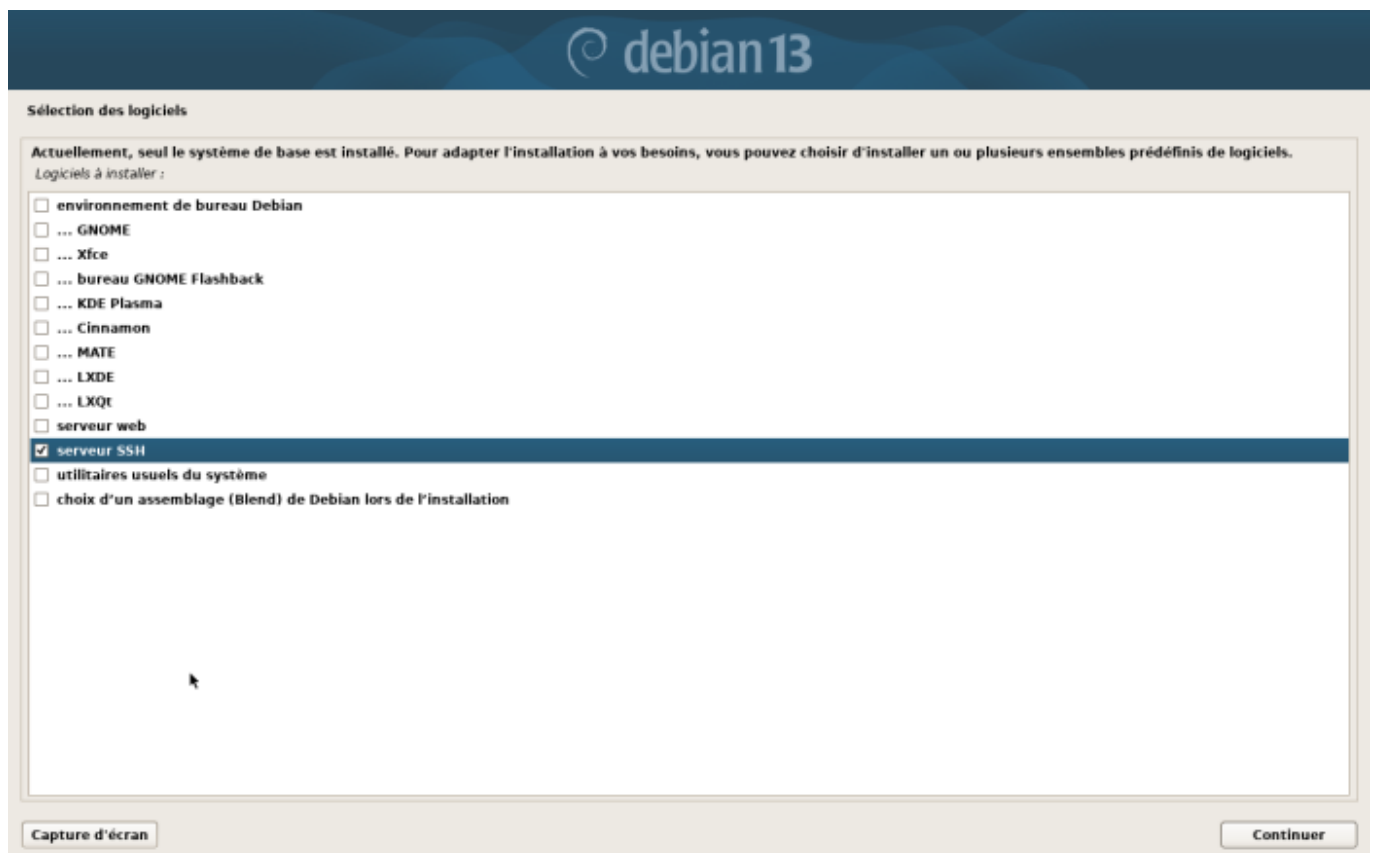 debian 13
Sélection des logiciels
Actuellement, seul le système de base est installé. Pour adapter l'installation à vos besoins, vous pouvez choisir d'installer un ou plusieurs ensembles prédéfinis de logiciels.
Logiciels à installer :
environnement de bureau Debian
... GNOME
... Xfce
... bureau GNOME Flashback
... KDE Plasma
... Cinnamon
... MATE
... LXDE
... LXQt
serveur web
serveur SSH
utilitaires usuels du système
choix d'un assemblage (Blend) de Debian lors de l'installation
Capture d'écran
Continuer